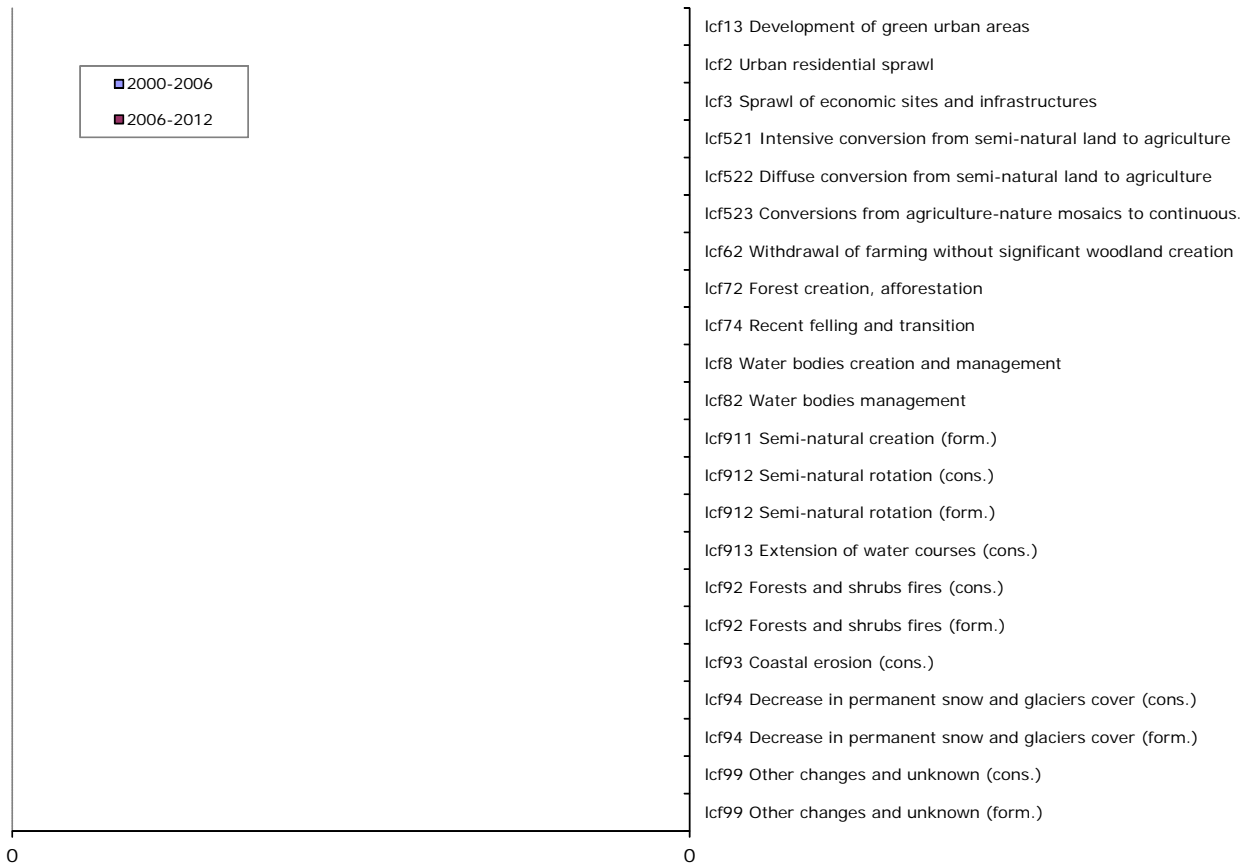 lcf13 Development of green urban areas
2000-2006
2006-2012
lcf2 Urban residential sprawl
lcf3 Sprawl of economic sites and infrastructures
lcf521 Intensive conversion from semi-natural land to agriculture
lcf522 Diffuse conversion from semi-natural land to agriculture
lcf523 Conversions from agriculture-nature mosaics to continuous.
lcf62 Withdrawal of farming without significant woodland creation
lcf72 Forest creation, afforestation
lcf74 Recent felling and transition
lcf8 Water bodies creation and management
lcf82 Water bodies management
lcf911 Semi-natural creation (form.)
lcf912 Semi-natural rotation (cons.)
lcf912 Semi-natural rotation (form.)
lcf913 Extension of water courses (cons.)
lcf92 Forests and shrubs fires (cons.)
lcf92 Forests and shrubs fires (form.)
lcf93 Coastal erosion (cons.)
lcf94 Decrease in permanent snow and glaciers cover (cons.)
lcf94 Decrease in permanent snow and glaciers cover (form.)
lcf99 Other changes and unknown (cons.)
lcf99 Other changes and unknown (form.)
0 0